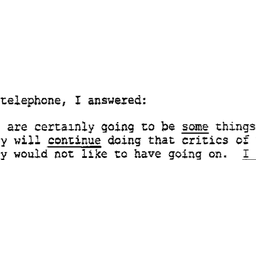 telephone, I answered:
are certainly going to be some things
y will continue doing that critics of
y would not like to have going on. I